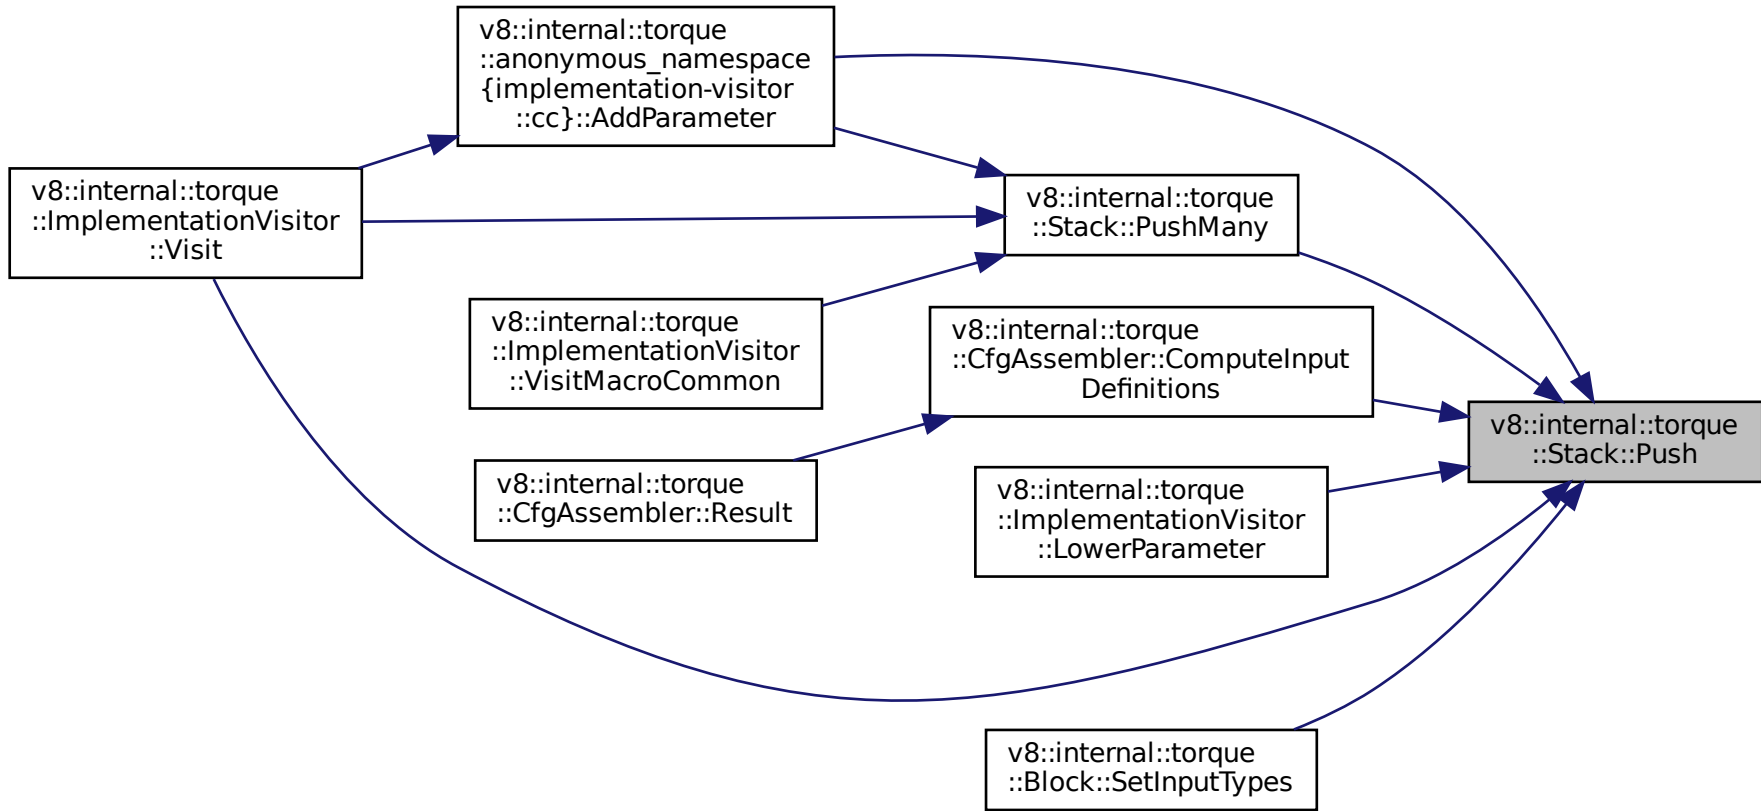 v8::internal::torque
::anonymous_namespace
{implementation-visitor
::cc}::AddParameter
v8::internal::torque
::ImplementationVisitor
::Visit
v8::internal::torque
::Stack::PushMany
v8::internal::torque
::ImplementationVisitor
::VisitMacroCommon
v8::internal::torque
::CfgAssembler::ComputeInput
Definitions
v8::internal::torque
::Stack::Push
v8::internal::torque
::CfgAssembler::Result
v8::internal::torque
::ImplementationVisitor
::LowerParameter
v8::internal::torque
::Block::SetInputTypes